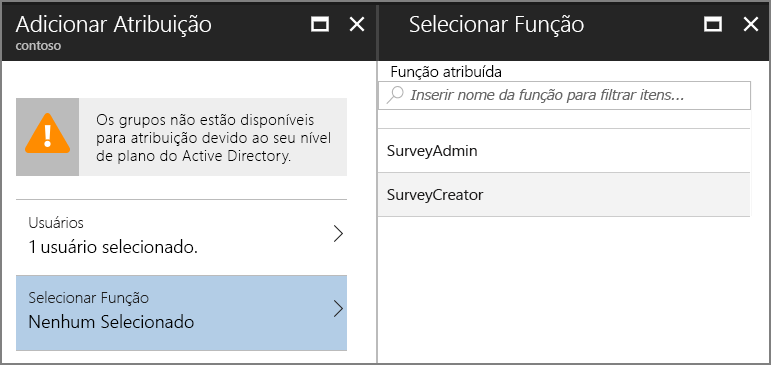 Adicionar Atribuição
contoso
Os grupos não estão disponíveis
para atribuição devido ao seu nível
de plano do Active Directory.
Usuários
1 usuário selecionado.
Selecionar Função
Nenhum Selecionado
Selecionar Função
Função atribuída
Inserir nome da função para filtrar itens...
SurveyAdmin
SurveyCreator